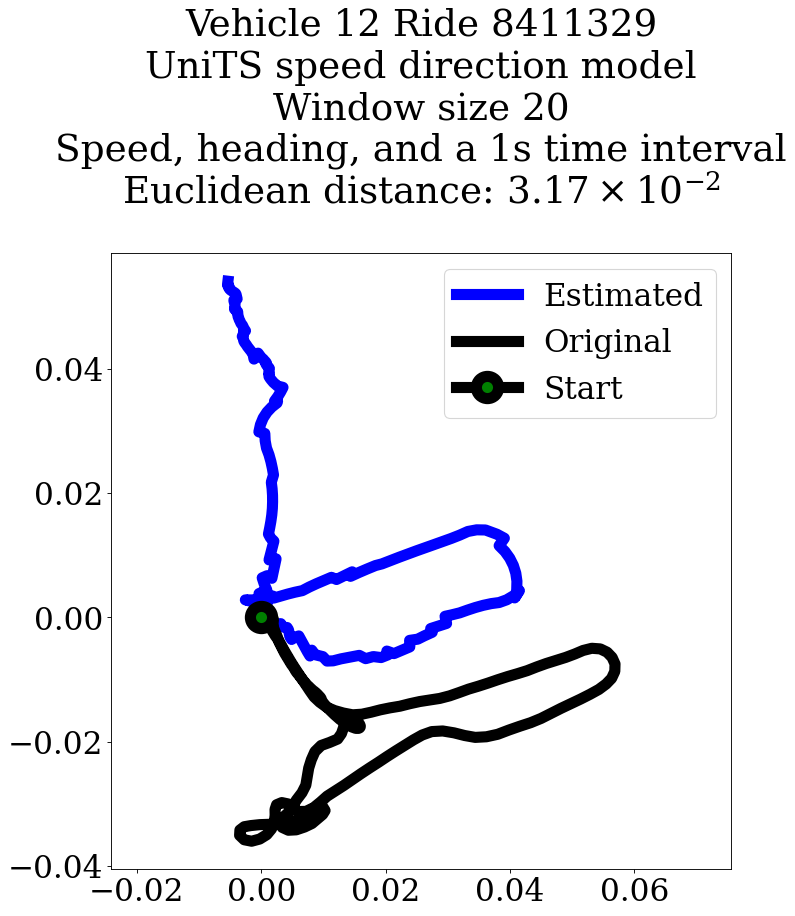 Vehicle 12 Ride 8411329
UniTS speed direction model
Window size 20
Speed, heading, and a 1s time interval
Euclidean distance: 3.17 × 10⁻²
Estimated
Original
Start
0.04
0.02
0.00
−0.02
−0.04
−0.02 0.00 0.02 0.04 0.06